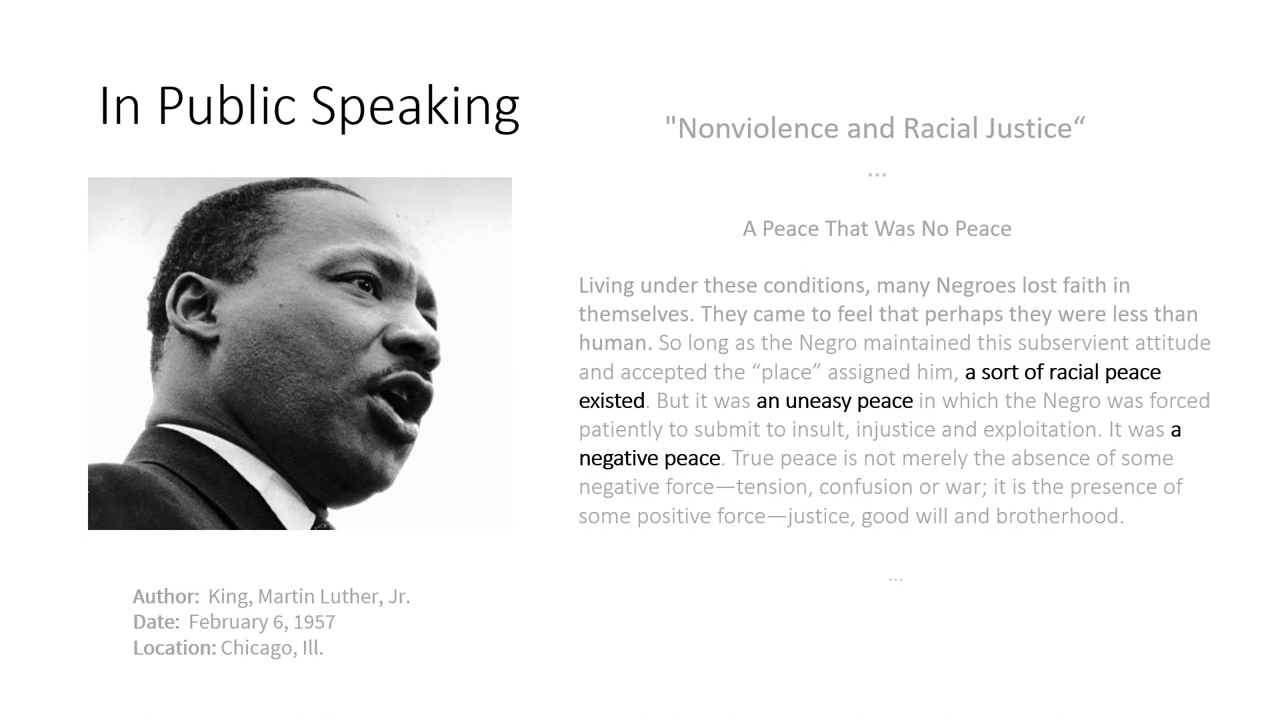 In Public Speaking
"Nonviolence and Racial Justice“
...
A Peace That Was No Peace
Living under these conditions, many Negroes lost faith in
themselves. They came to feel that perhaps they were less than
human. So long as the Negro maintained this subservient attitude
and accepted the “place” assigned him, a sort of racial peace
existed. But it was an uneasy peace in which the Negro was forced
patiently to submit to insult, injustice and exploitation. It was a
negative peace. True peace is not merely the absence of some
negative force—tension, confusion or war; it is the presence of
some positive force—justice, good will and brotherhood.
...
Author: King, Martin Luther, Jr.
Date: February 6, 1957
Location: Chicago, Ill.